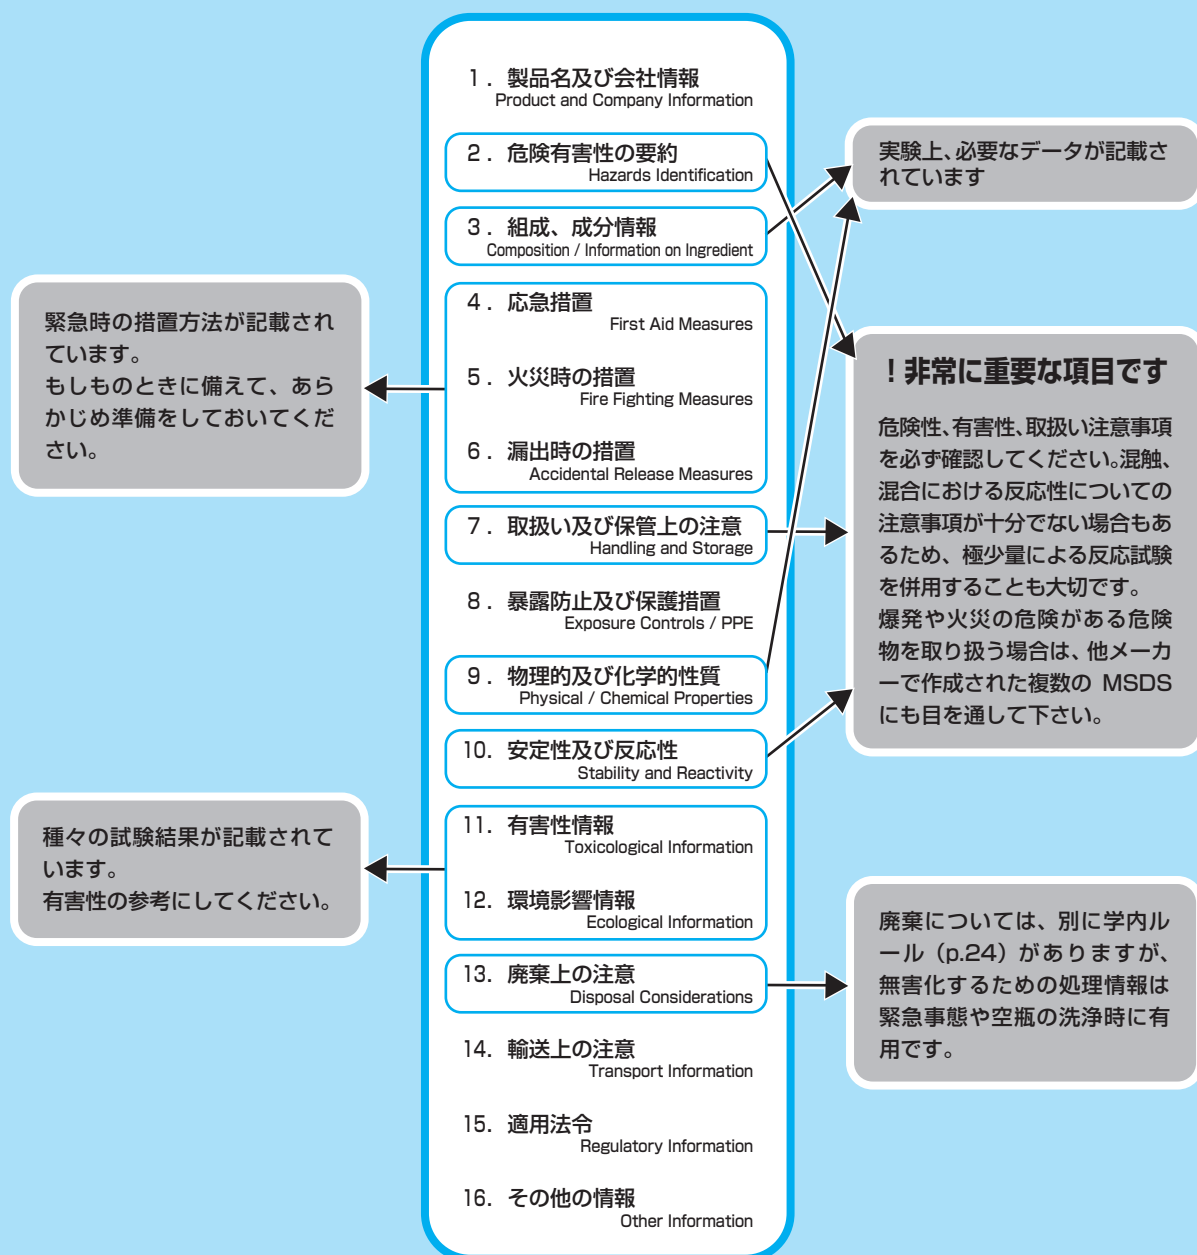 1. 製品名及び会社情報
Product and Company Information
2. 危険有害性の要約
Hazards Identification
3. 組成、成分情報
Composition / Information on Ingredient
4. 応急措置
First Aid Measures
5. 火災時の措置
Fire Fighting Measures
6. 漏出時の措置
Accidental Release Measures
7. 取扱い及び保管上の注意
Handling and Storage
8. 暴露防止及び保護措置
Exposure Controls / PPE
9. 物理的及び化学的性質
Physical / Chemical Properties
10. 安定性及び反応性
Stability and Reactivity
11. 有害性情報
Toxicological Information
12. 環境影響情報
Ecological Information
13. 廃棄上の注意
Disposal Considerations
14. 輸送上の注意
Transport Information
15. 適用法令
Regulatory Information
16. その他の情報
Other Information
緊急時の措置方法が記載され
ています。
もしものときに備えて、あら
かじめ準備をしておいてくだ
さい。
種々の試験結果が記載されて
います。
有害性の参考にしてください。
実験上、必要なデータが記載さ
れています
！非常に重要な項目です
危険性、有害性、取扱い注意事項
を必ず確認してください。混触、
混合における反応性についての
注意事項が十分でない場合もあ
るため、極少量による反応試験
を併用することも大切です。
爆発や火災の危険がある危険
物を取り扱う場合は、他メーカ
ーで作成された複数の MSDS
にも目を通して下さい。
廃棄については、別に学内ル
ール（p.24）がありますが、
無害化するための処理情報は
緊急事態や空瓶の洗浄時に有
用です。